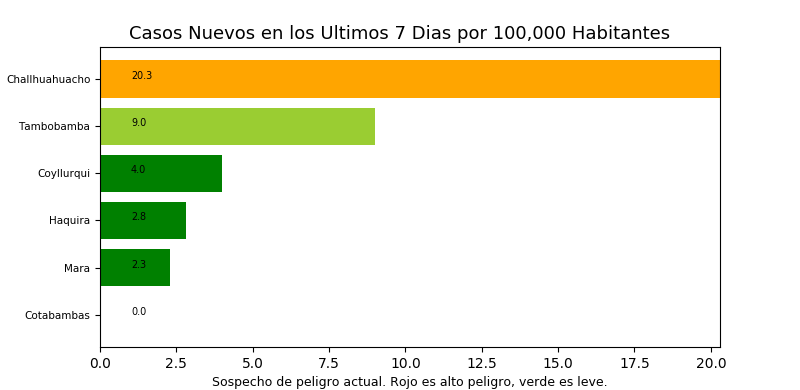 Casos Nuevos en los Ultimos 7 Dias por 100,000 Habitantes
Challhuahuacho 20.3
Tambobamba 9.0
Coyllurqui 4.0
Haquira 2.8
Mara 2.3
Cotabambas 0.0
0.0 2.5 5.0 7.5 10.0 12.5 15.0 17.5 20.0
Sospecho de peligro actual. Rojo es alto peligro, verde es leve.